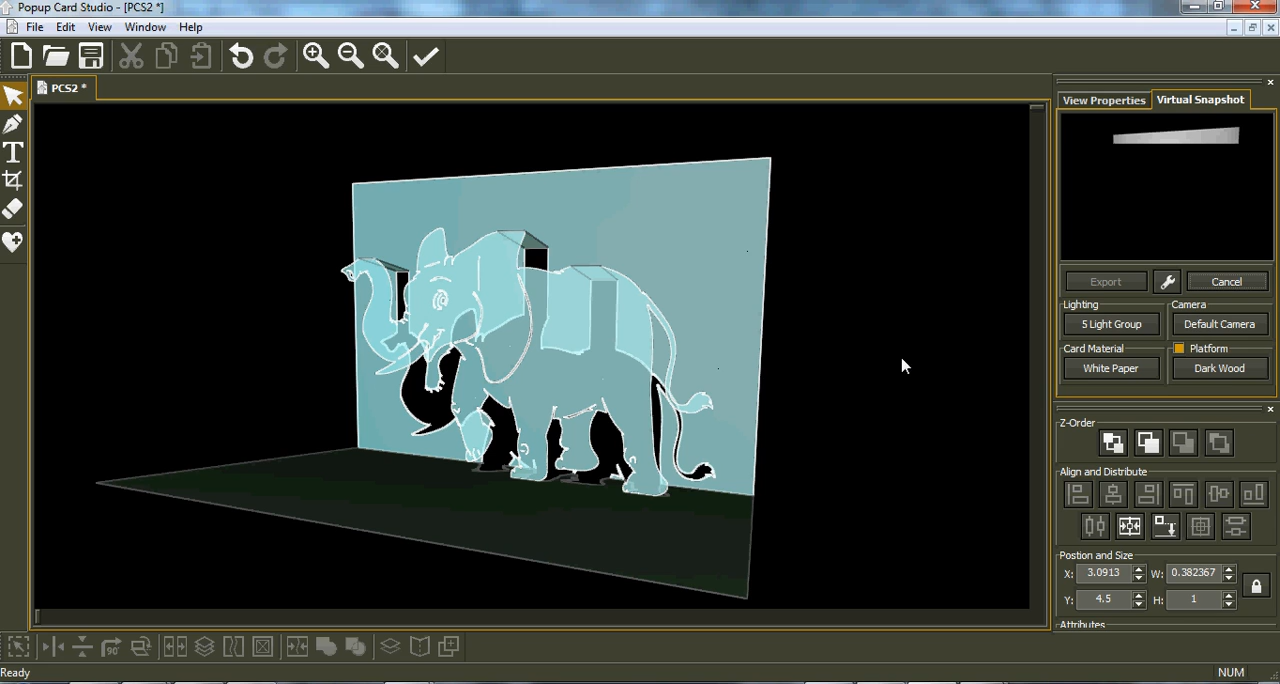 Popup Card Studio - [PCS2 *]
File Edit View Window Help
PCS2 *
T
View Properties Virtual Snapshot
Export Cancel
Lighting Camera
5 Light Group Default Camera
Card Material Platform
White Paper Dark Wood
Z-Order
Align and Distribute
Postion and Size
X: 3.0913 W: 0.382367
Y: 4.5 H: 1
Attributes
90
Ready NUM